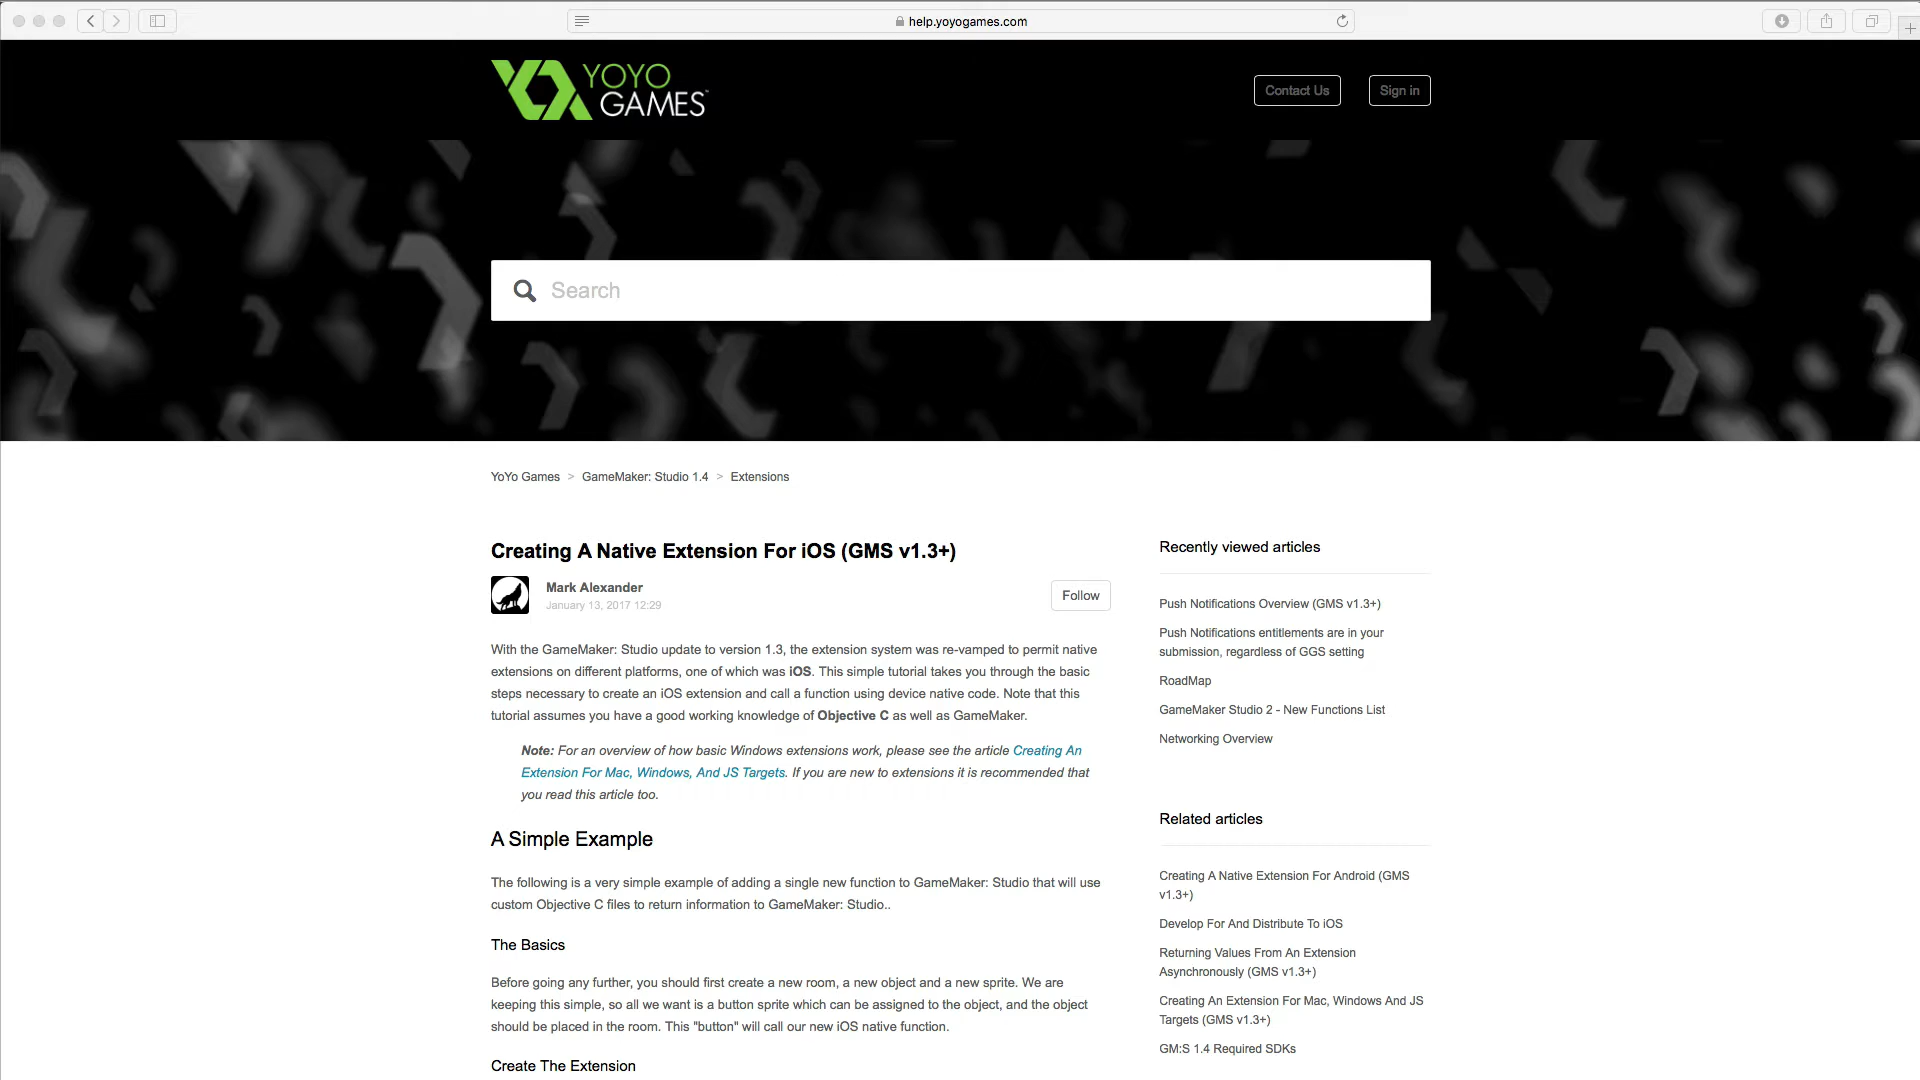 help.yoyogames.com
YOYO
GAMES™
Contact Us
Sign in
Search
YoYo Games > GameMaker: Studio 1.4 > Extensions
Creating A Native Extension For iOS (GMS v1.3+)
Mark Alexander
January 13, 2017 12:29
Follow
With the GameMaker: Studio update to version 1.3, the extension system was re-vamped to permit native
extensions on different platforms, one of which was iOS. This simple tutorial takes you through the basic
steps necessary to create an iOS extension and call a function using device native code. Note that this
tutorial assumes you have a good working knowledge of Objective C as well as GameMaker.
Note: For an overview of how basic Windows extensions work, please see the article Creating An
Extension For Mac, Windows, And JS Targets. If you are new to extensions it is recommended that
you read this article too.
A Simple Example
The following is a very simple example of adding a single new function to GameMaker: Studio that will use
custom Objective C files to return information to GameMaker: Studio..
The Basics
Before going any further, you should first create a new room, a new object and a new sprite. We are
keeping this simple, so all we want is a button sprite which can be assigned to the object, and the object
should be placed in the room. This "button" will call our new iOS native function.
Create The Extension
Recently viewed articles
Push Notifications Overview (GMS v1.3+)
Push Notifications entitlements are in your
submission, regardless of GGS setting
RoadMap
GameMaker Studio 2 - New Functions List
Networking Overview
Related articles
Creating A Native Extension For Android (GMS
v1.3+)
Develop For And Distribute To iOS
Returning Values From An Extension
Asynchronously (GMS v1.3+)
Creating An Extension For Mac, Windows And JS
Targets (GMS v1.3+)
GM:S 1.4 Required SDKs